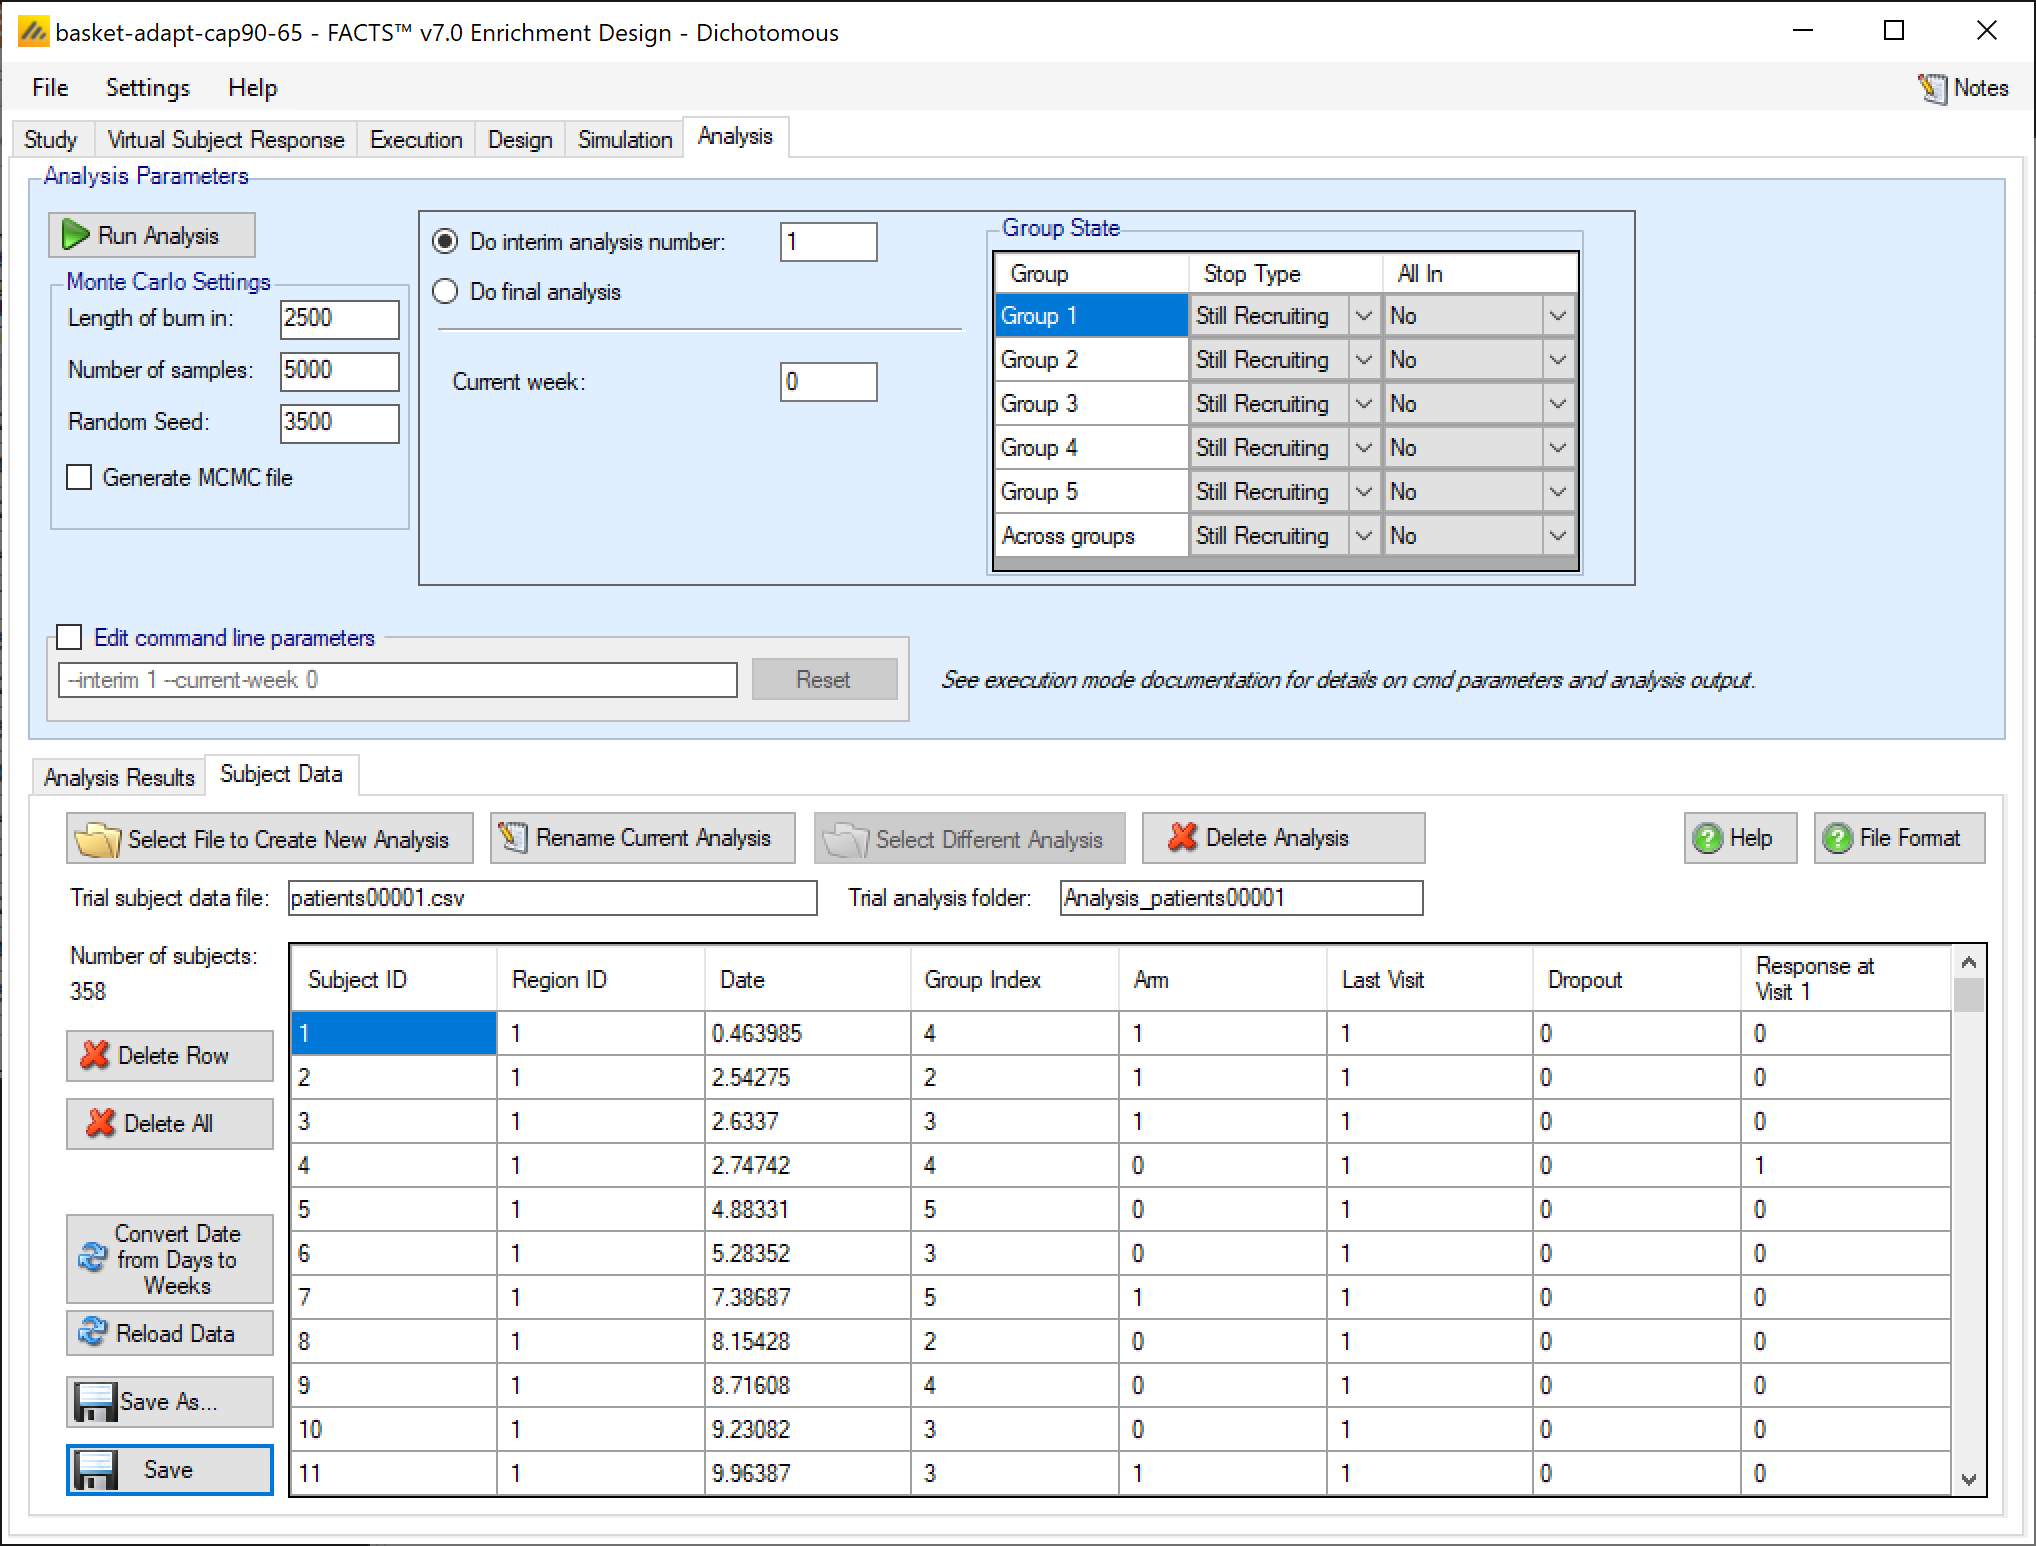 basket-adapt-cap90-65 - FACTS™ v7.0 Enrichment Design - Dichotomous
File Settings Help Notes
Study Virtual Subject Response Execution Design Simulation Analysis
Analysis Parameters
Run Analysis
Monte Carlo Settings
Length of burn in: 2500
Number of samples: 5000
Random Seed: 3500
Generate MCMC file
Do interim analysis number: 1
Do final analysis
Current week: 0
Group State
Group Stop Type All In
Group 1 Still Recruiting No
Group 2 Still Recruiting No
Group 3 Still Recruiting No
Group 4 Still Recruiting No
Group 5 Still Recruiting No
Across groups Still Recruiting No
Edit command line parameters
--interim 1 --current-week 0 Reset See execution mode documentation for details on cmd parameters and analysis output.
Analysis Results Subject Data
Select File to Create New Analysis Rename Current Analysis Select Different Analysis Delete Analysis Help File Format
Trial subject data file: patients00001.csv Trial analysis folder: Analysis_patients00001
Number of subjects:
358
Delete Row
Delete All
Convert Date
from Days to
Weeks
Reload Data
Save As...
Save
Subject ID Region ID Date Group Index Arm Last Visit Dropout Response at
Visit 1
1 1 0.463985 4 1 1 0 0
2 1 2.54275 2 1 1 0 0
3 1 2.6337 3 1 1 0 0
4 1 2.74742 4 0 1 0 1
5 1 4.88331 5 0 1 0 0
6 1 5.28352 3 0 1 0 0
7 1 7.38687 5 1 1 0 0
8 1 8.15428 2 0 1 0 0
9 1 8.71608 4 0 1 0 0
10 1 9.23082 3 0 1 0 0
11 1 9.96387 3 1 1 0 0